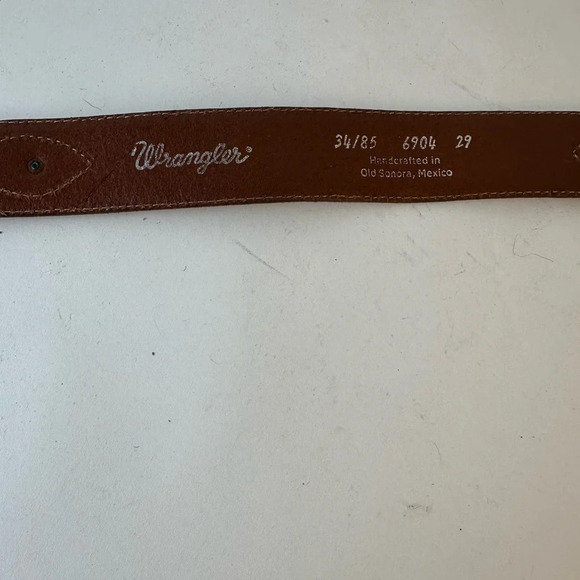 Wrangler®
34/85 6904 29
Handcrafted in
Old Sonora, Mexico